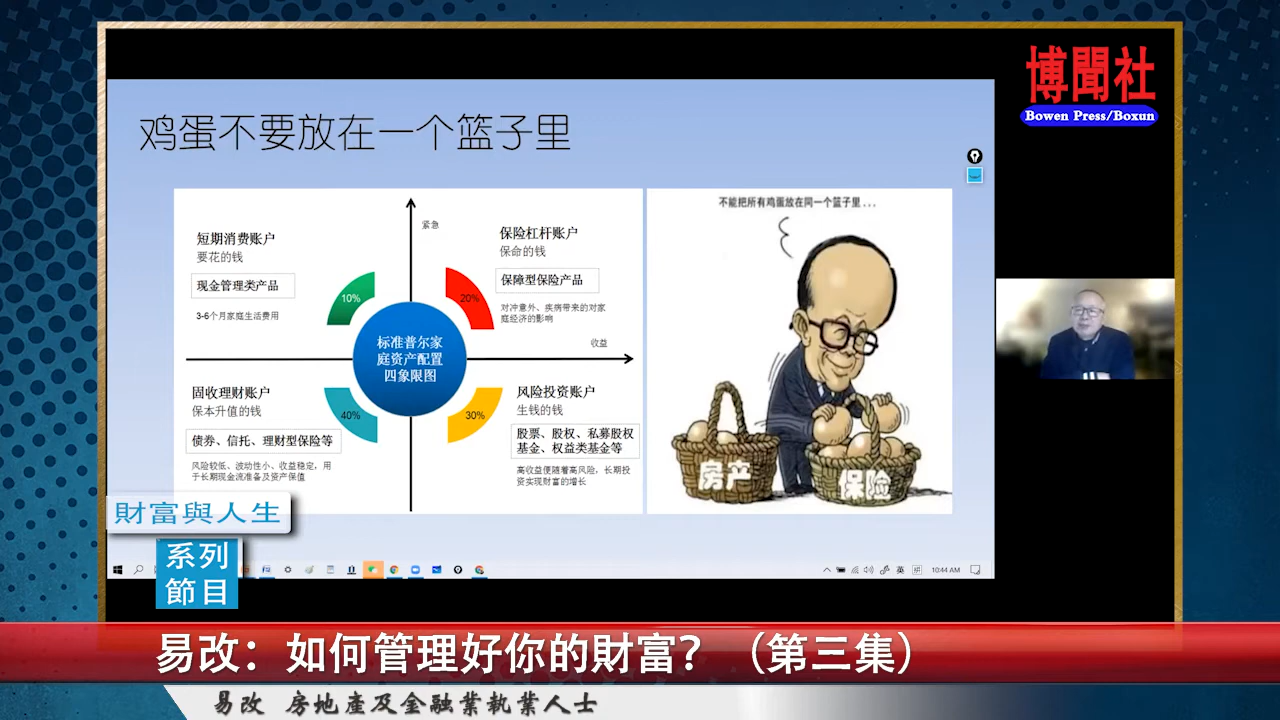 博聞社
Bowen Press/Boxun
鸡蛋不要放在一个篮子里
紧急
收益
短期消费账户
要花的钱
现金管理类产品
3-6个月家庭生活费用
10%
保险杠杆账户
保命的钱
保障型保险产品
对冲意外、疾病带来的对家
庭经济的影响
20%
标准普尔家
庭资产配置
四象限图
固收理财账户
保本升值的钱
债券、信托、理财型保险等
风险较低、波动性小、收益稳定，用
于长期现金流准备及资产保值
40%
风险投资账户
生钱的钱
股票、股权、私募股权
基金、权益类基金等
高收益便随着高风险，长期投
资实现财富的增长
30%
不能把所有鸡蛋放在同一个篮子里...
房产
保险
英
拼
10:44 AM
財富與人生
系列
節目
易改：如何管理好你的財富？（第三集）
易改 房地產及金融業執業人士